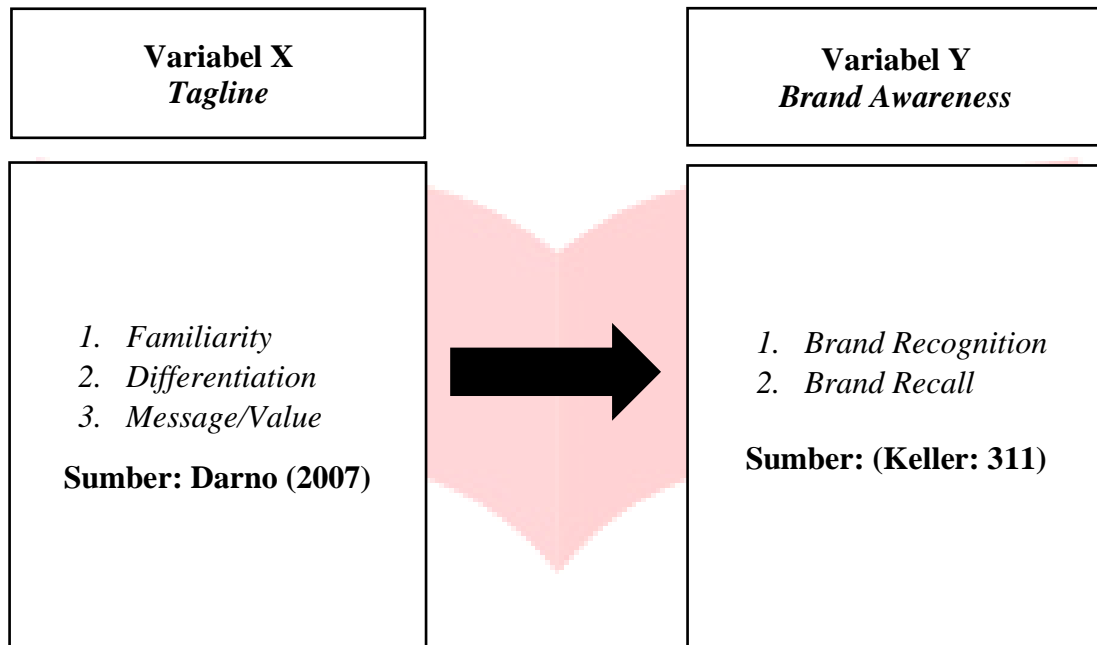 Variabel X
Tagline
Variabel Y
Brand Awareness
1. Familiarity
2. Differentiation
3. Message/Value
Sumber: Darno (2007)
1. Brand Recognition
2. Brand Recall
Sumber: (Keller: 311)